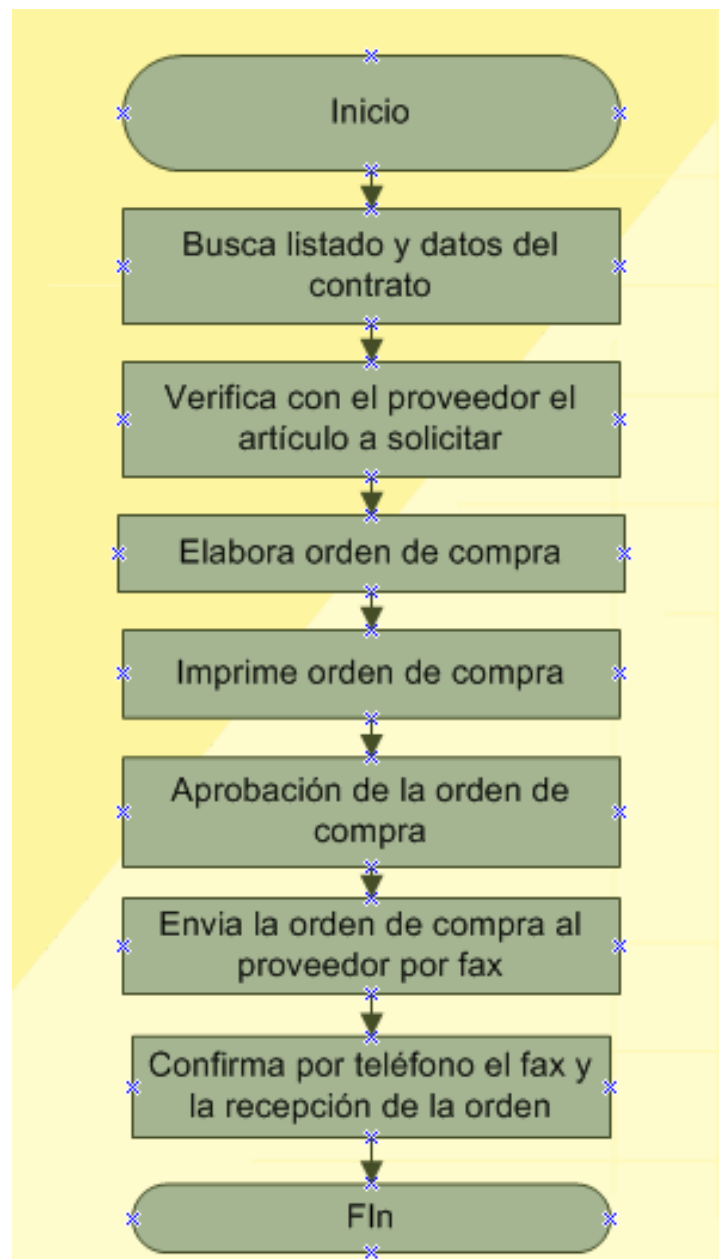 Inicio
Busca listado y datos del
contrato
Verifica con el proveedor el
artículo a solicitar
Elabora orden de compra
Imprime orden de compra
Aprobación de la orden de
compra
Envia la orden de compra al
proveedor por fax
Confirma por teléfono el fax y
la recepción de la orden
FIn